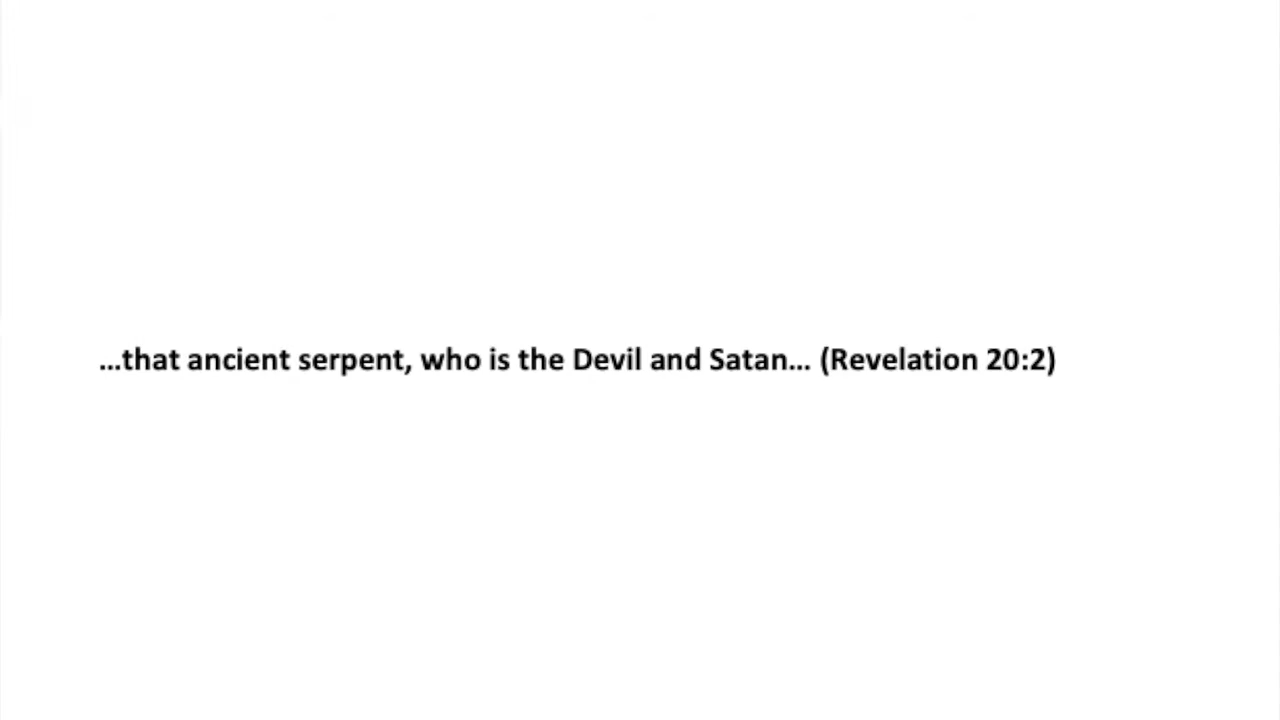 ...that ancient serpent, who is the Devil and Satan... (Revelation 20:2)